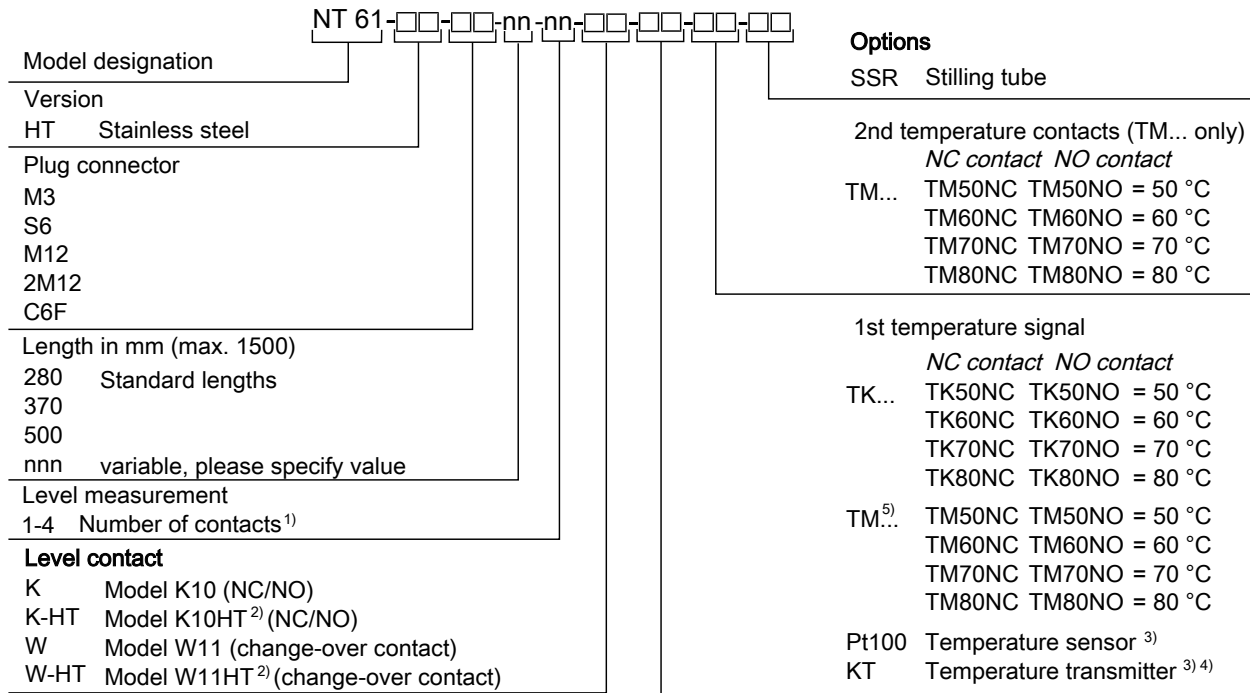 NT 61-□□-□□-nn-nn-□□-□□-□□-□□
Model designation
Version
HT Stainless steel
Plug connector
M3
S6
M12
2M12
C6F
Length in mm (max. 1500)
280 Standard lengths
370
500
nnn variable, please specify value
Level measurement
1-4 Number of contacts 1)
Level contact
K Model K10 (NC/NO)
K-HT Model K10HT 2) (NC/NO)
W Model W11 (change-over contact)
W-HT Model W11HT 2) (change-over contact)
Options
SSR Stilling tube
2nd temperature contacts (TM... only)
NC contact NO contact
TM... TM50NC TM50NO = 50 °C
TM60NC TM60NO = 60 °C
TM70NC TM70NO = 70 °C
TM80NC TM80NO = 80 °C
1st temperature signal
NC contact NO contact
TK... TK50NC TK50NO = 50 °C
TK60NC TK60NO = 60 °C
TK70NC TK70NO = 70 °C
TK80NC TK80NO = 80 °C
TM... 5) TM50NC TM50NO = 50 °C
TM60NC TM60NO = 60 °C
TM70NC TM70NO = 70 °C
TM80NC TM80NO = 80 °C
Pt100 Temperature sensor 3)
KT Temperature transmitter 3) 4)